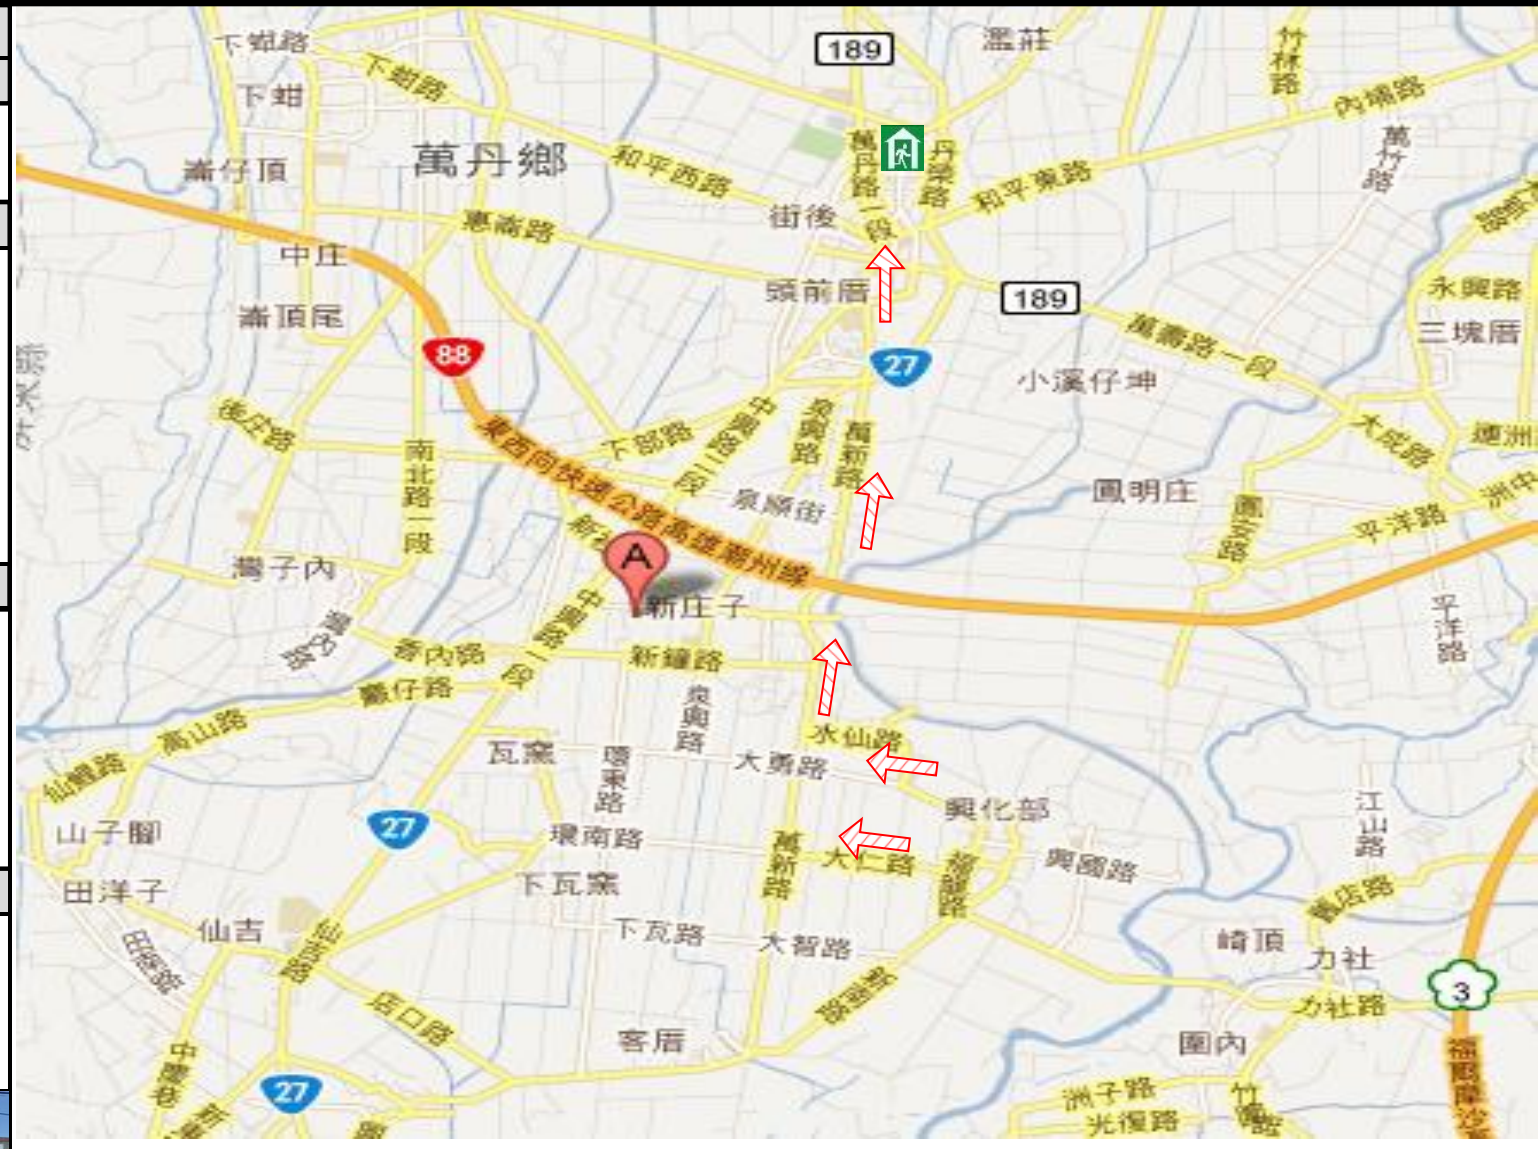 189
濫莊
竹林路
下蚶路
下蚶路
下蚶
內埔路
萬竹路
崙仔頂
萬丹鄉
和平西路
萬丹路一段
丹榮路
和平東路
街後
惠崙路
中庄
頭前厝
189
永興路
崙頂尾
三塊厝
萬壽路一段
88
27
小溪仔坤
後庄路
南北路一段
東西向快速公路高雄潮州線
下部路
中興路二段
泉興路
萬新路
大成路
泉順街
鳳明庄
平洋路
A
灣子內
新庄子
中興路一段
平洋路
灣內路
香內路
新鐘路
泉興路
高山路
水仙路
瓦窯
環東路
大勇路
興化部
山子腳
27
環南路
萬新路
大仁路
興國路
江山路
田洋子
下瓦窯
舊店路
仙吉
仙吉路
下瓦路
大智路
崎頂
力社
3
店口路
力社路
客厝
圍內
27
洲子路
光復路